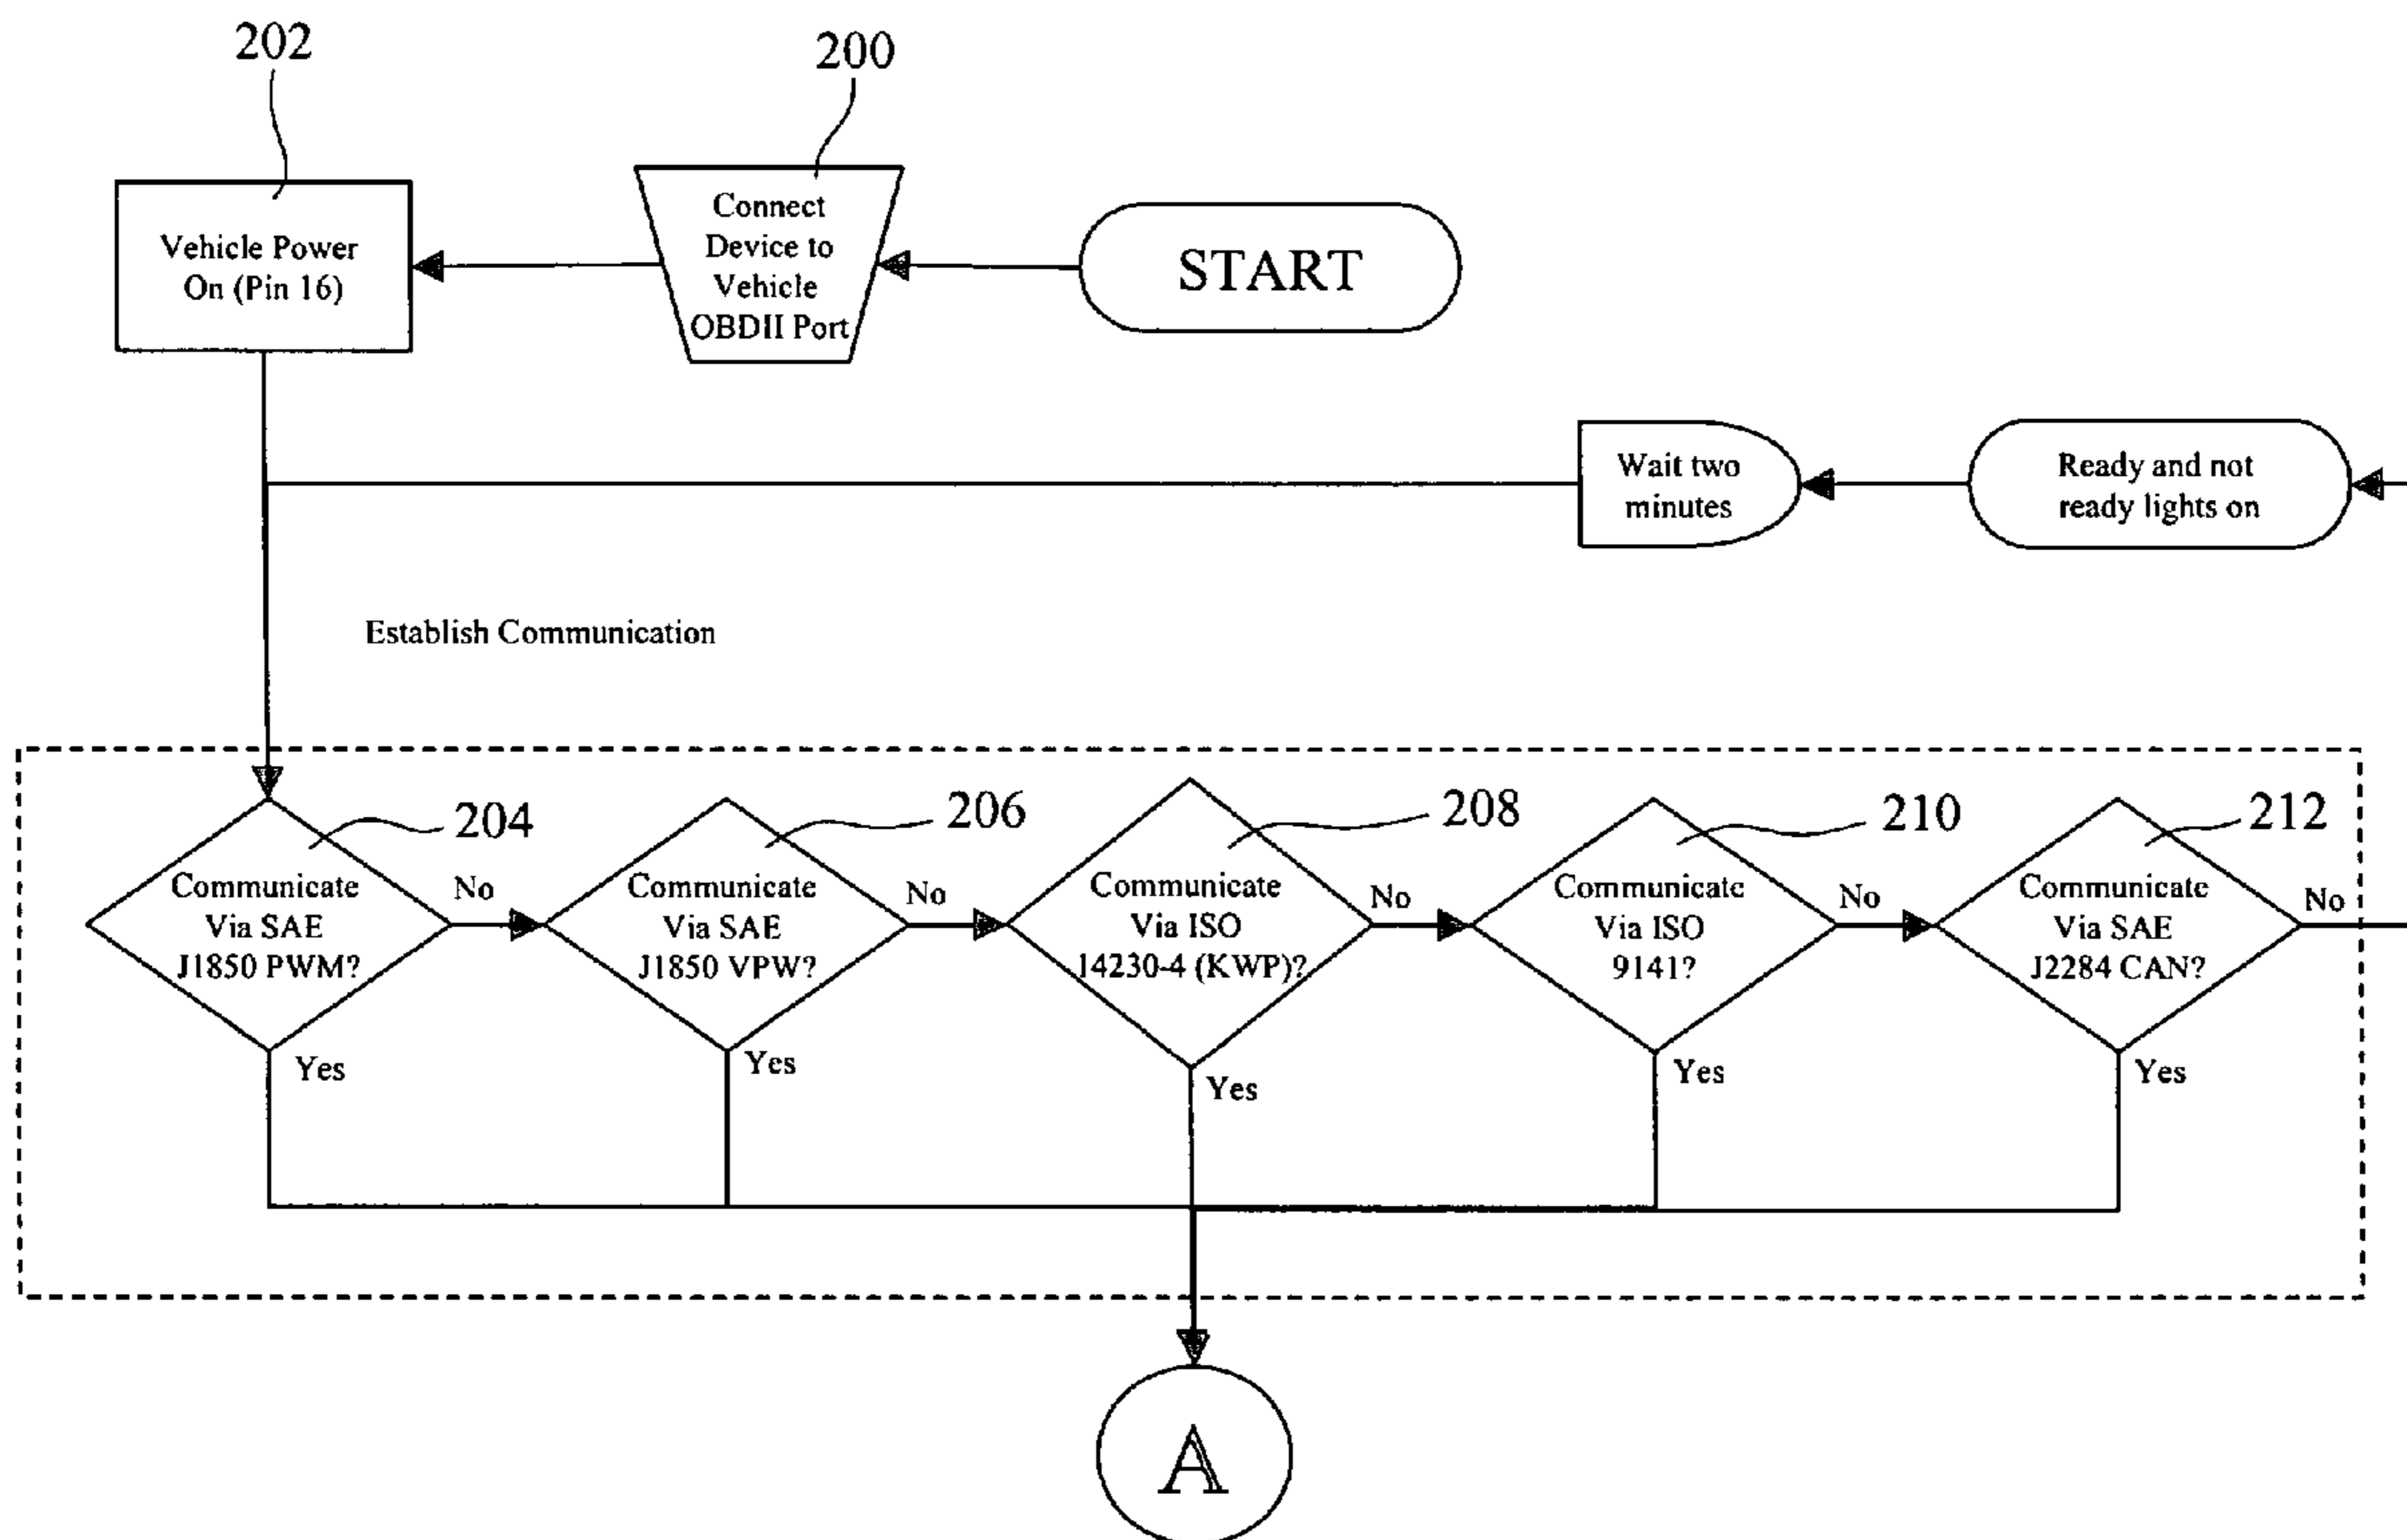 202
200
Vehicle Power
On (Pin 16)
Connect
Device to
Vehicle
OBDII Port
START
Wait two
minutes
Ready and not
ready lights on
Establish Communication
204
206
208
210
212
Communicate
Via SAE
J1850 PWM?
No
Communicate
Via SAE
J1850 VPW?
No
Communicate
Via ISO
14230-4 (KWP)?
No
Communicate
Via ISO
9141?
No
Communicate
Via SAE
J2284 CAN?
No
Yes
Yes
Yes
Yes
Yes
A